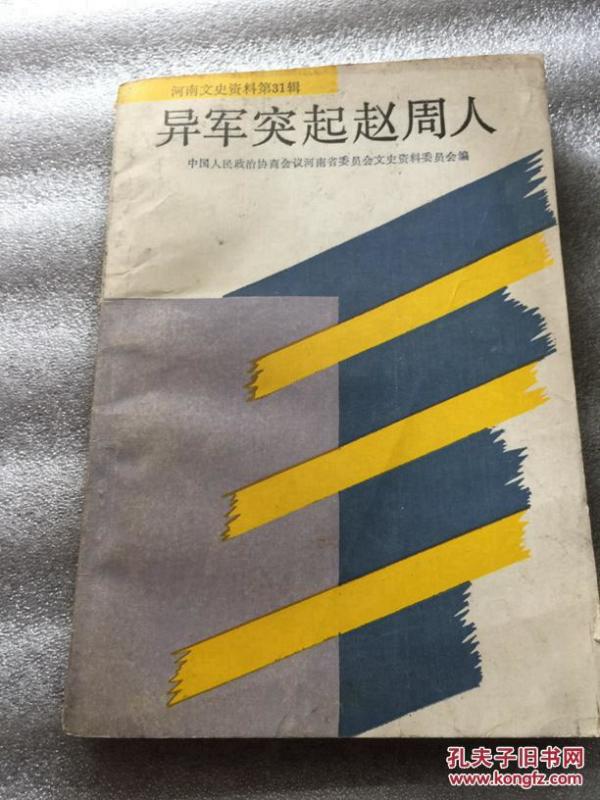 河南文史资料第31辑
异军突起赵周人
中国人民政治协商会议河南省委员会文史资料委员会编
孔夫子旧书网
www.kongfz.com